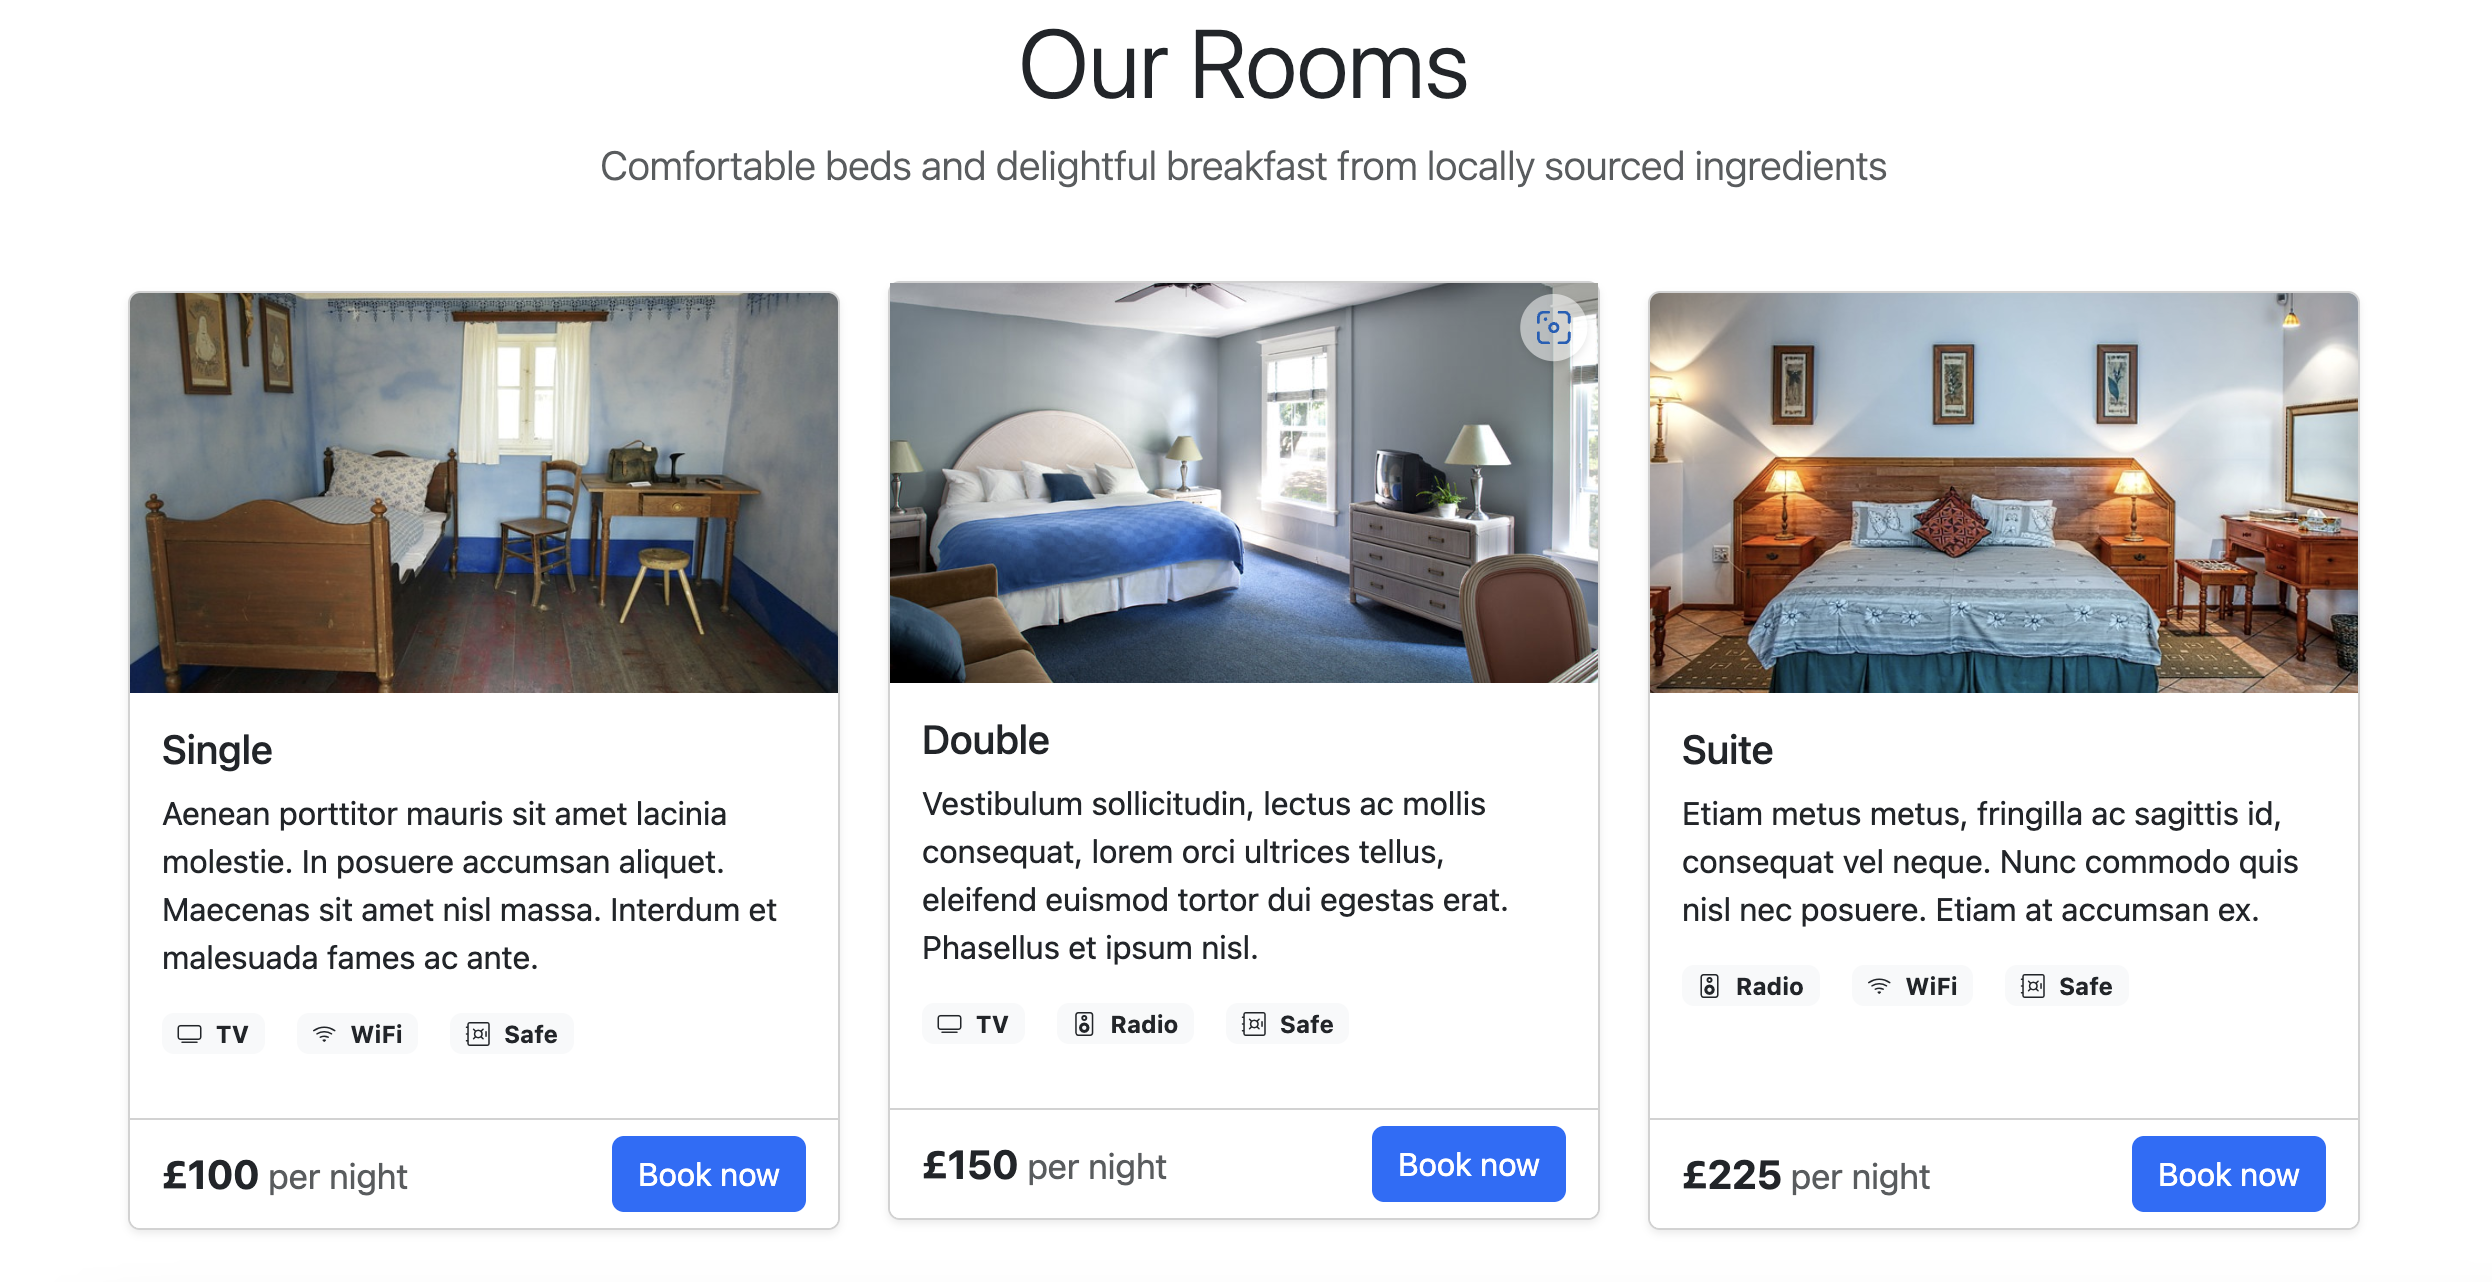 Our Rooms
Comfortable beds and delightful breakfast from locally sourced ingredients
Single
Aenean porttitor mauris sit amet lacinia
molestie. In posuere accumsan aliquet.
Maecenas sit amet nisl massa. Interdum et
malesuada fames ac ante.
TV WiFi Safe
£100 per night Book now
Double
Vestibulum sollicitudin, lectus ac mollis
consequat, lorem orci ultrices tellus,
eleifend euismod tortor dui egestas erat.
Phasellus et ipsum nisl.
TV Radio Safe
£150 per night Book now
Suite
Etiam metus metus, fringilla ac sagittis id,
consequat vel neque. Nunc commodo quis
nisl nec posuere. Etiam at accumsan ex.
Radio WiFi Safe
£225 per night Book now